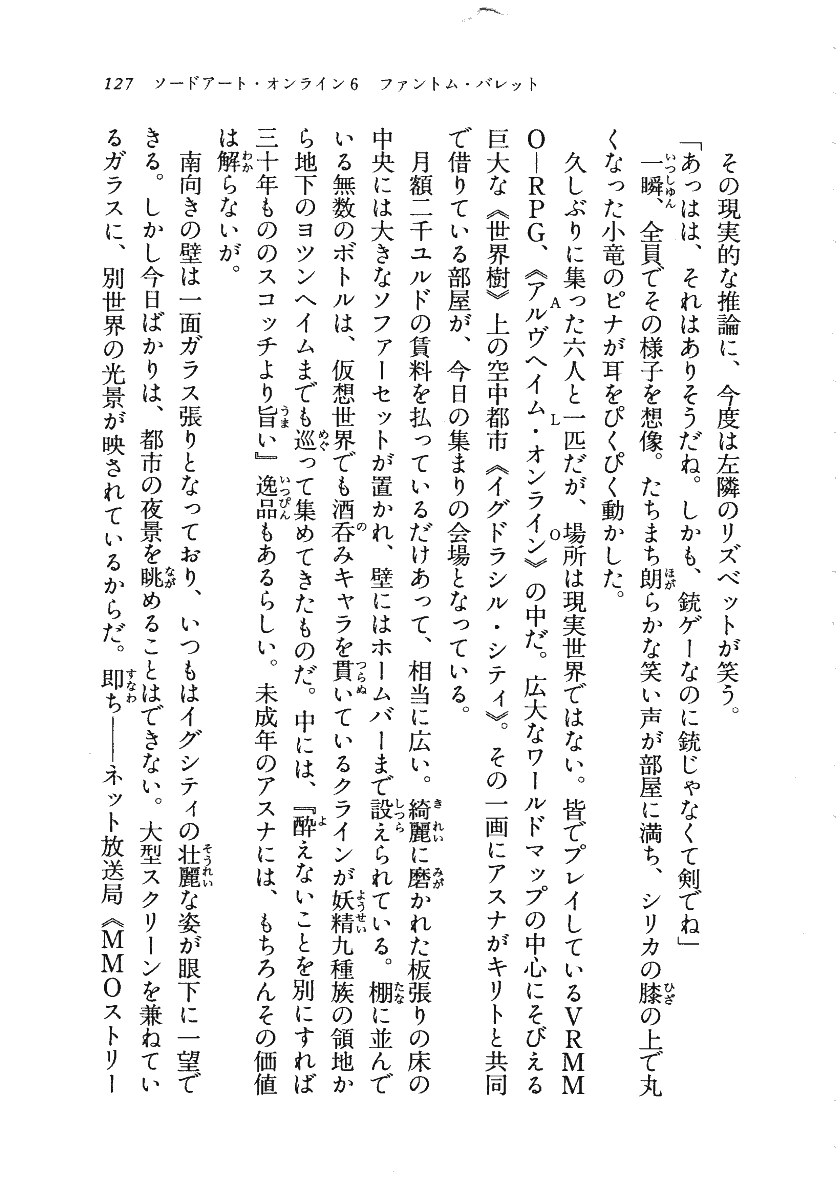 127　ソードアート・オンライン6　ファントム・バレット
　その現実的な推論に、今度は左隣のリズベットが笑う。
「あっはは、それはありそうだね。しかも、銃ゲーなのに銃じゃなくて剣でね」
　一瞬、全員でその様子を想像。たちまち朗らかな笑い声が部屋に満ち、シリカの膝の上で丸
くなった小竜のピナが耳をぴくぴく動かした。
　久しぶりに集った六人と一匹だが、場所は現実世界ではない。皆でプレイしているVRMM
O―RPG、《アルヴヘイム・オンライン》の中だ。広大なワールドマップの中心にそびえる
巨大な《世界樹》上の空中都市《イグドラシル・シティ》。その一画にアスナがキリトと共同
で借りている部屋が、今日の集まりの会場となっている。
　月額二千ユルドの賃料を払っているだけあって、相当に広い。綺麗に磨かれた板張りの床の
中央には大きなソファーセットが置かれ、壁にはホームバーまで設えられている。棚に並んで
いる無数のボトルは、仮想世界でも酒呑みキャラを貫いているクラインが妖精九種族の領地か
ら地下のヨツンヘイムまでも巡って集めてきたものだ。中には、『酔えないことを別にすれば
三十年もののスコッチより旨い』逸品もあるらしい。未成年のアスナには、もちろんその価値
は解らないが。
　南向きの壁は一面ガラス張りとなっており、いつもはイグシティの壮麗な姿が眼下に一望で
きる。しかし今日ばかりは、都市の夜景を眺めることはできない。大型スクリーンを兼ねてい
るガラスに、別世界の光景が映されているからだ。即ち――ネット放送局《MMOストリー